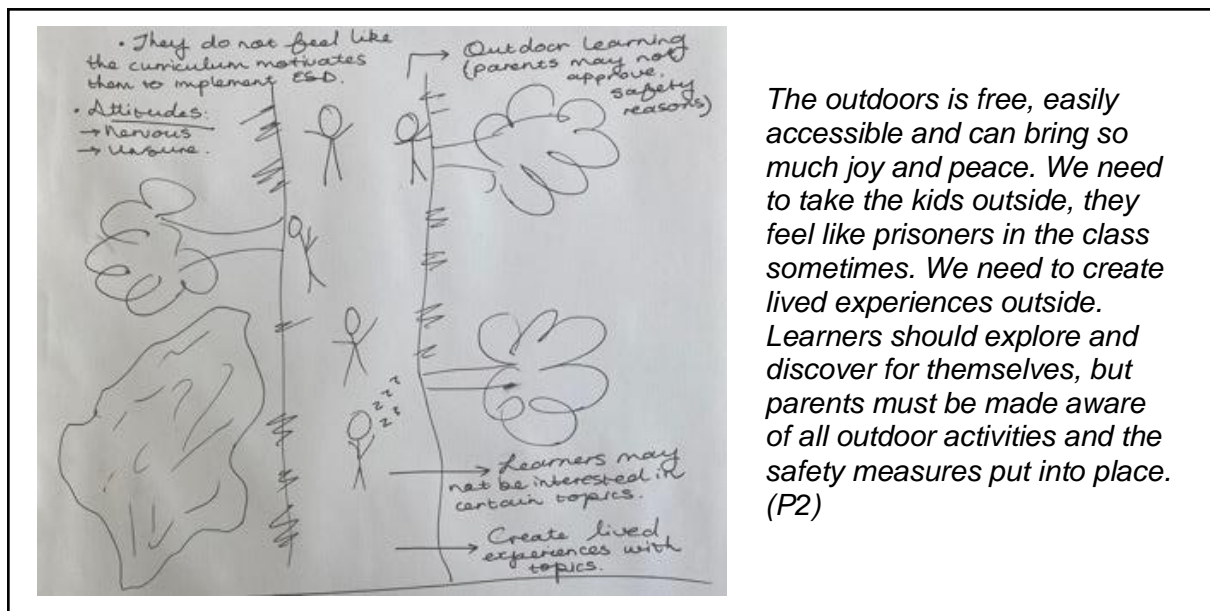 • They do not feel like
the curriculum motivates
them to implement ESD.
• Attitudes:
→ Nervous
→ Unsure.
Outdoor Learning
(parents may not
approve,
safety
reasons)
z z z z
Learners may
not be interested in
certain topics.
Create lived
experiences with
topics.
The outdoors is free, easily
accessible and can bring so
much joy and peace. We need
to take the kids outside, they
feel like prisoners in the class
sometimes. We need to create
lived experiences outside.
Learners should explore and
discover for themselves, but
parents must be made aware
of all outdoor activities and the
safety measures put into place.
(P2)